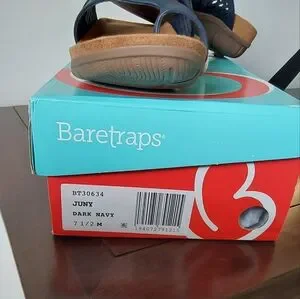 Baretraps®
BT30634
JUNY
DARK NAVY
7 1/2 M